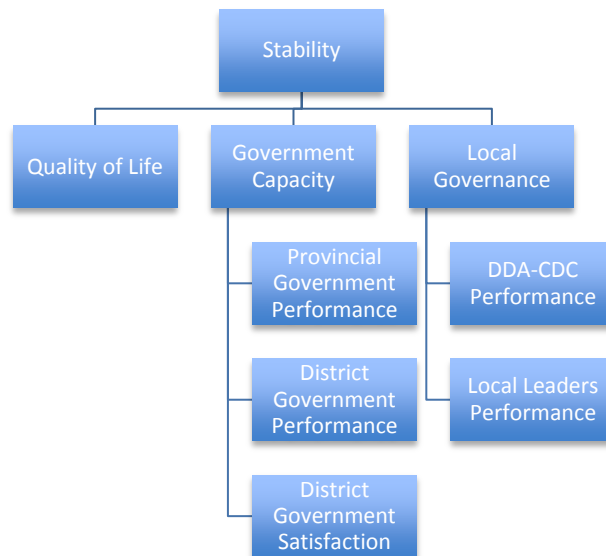 Stability
Quality of Life
Government
Capacity
Local
Governance
Provincial
Government
Performance
DDA-CDC
Performance
District
Government
Performance
Local Leaders
Performance
District
Government
Satisfaction